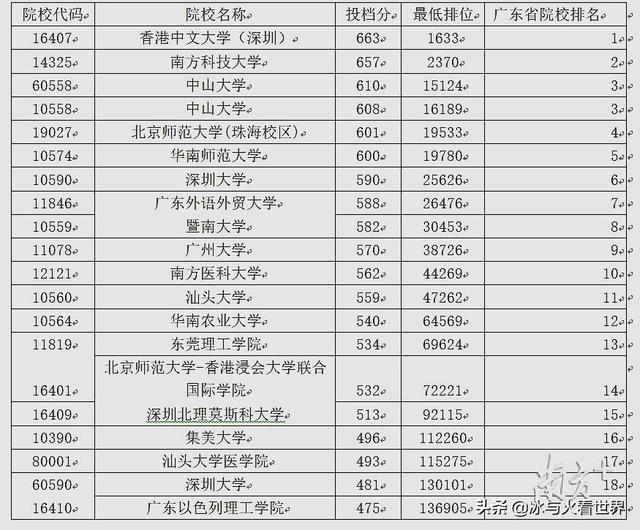 院校代码 院校名称 投档分 最低排位 广东省院校排名
16407 香港中文大学（深圳） 663 1633 1
14325 南方科技大学 657 2370 2
60558 中山大学 610 15124 3
10558 中山大学 608 16189 3
19027 北京师范大学(珠海校区) 601 19533 4
10574 华南师范大学 600 19780 5
10590 深圳大学 590 25626 6
11846 广东外语外贸大学 588 26476 7
10559 暨南大学 582 30453 8
11078 广州大学 570 38726 9
12121 南方医科大学 562 44269 10
10560 汕头大学 559 47262 11
10564 华南农业大学 540 64569 12
11819 东莞理工学院 534 69624 13
北京师范大学-香港浸会大学联合
16401 国际学院 532 72221 14
16409 深圳北理莫斯科大学 513 92115 15
10390 集美大学 496 112260 16
80001 汕头大学医学院 493 115275 17
60590 深圳大学 481 130101 18
16410 广东以色列理工学院 475 136905
南方+
头条 @冰与火看世界